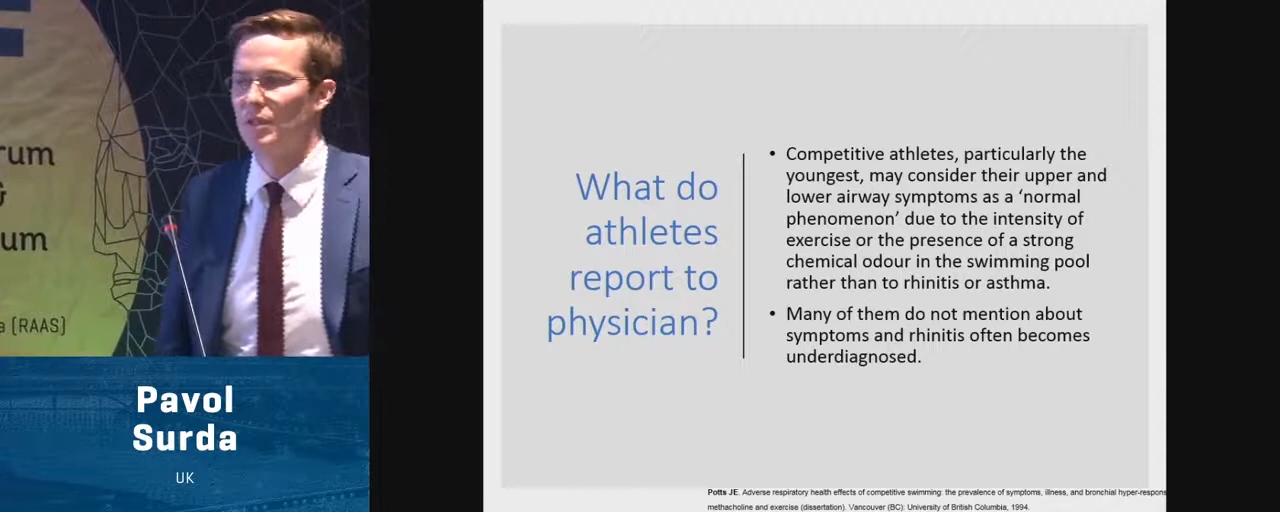 rum
&
um
a (RAAS)
Pavol
Surda
UK
What do
athletes
report to
physician?
• Competitive athletes, particularly the
youngest, may consider their upper and
lower airway symptoms as a ‘normal
phenomenon’ due to the intensity of
exercise or the presence of a strong
chemical odour in the swimming pool
rather than to rhinitis or asthma.
• Many of them do not mention about
symptoms and rhinitis often becomes
underdiagnosed.
Potts JE. Adverse respiratory health effects of competitive swimming: the prevalence of symptoms, illness, and bronchial hyper-respons
methacholine and exercise (dissertation). Vancouver (BC): University of British Columbia, 1994.